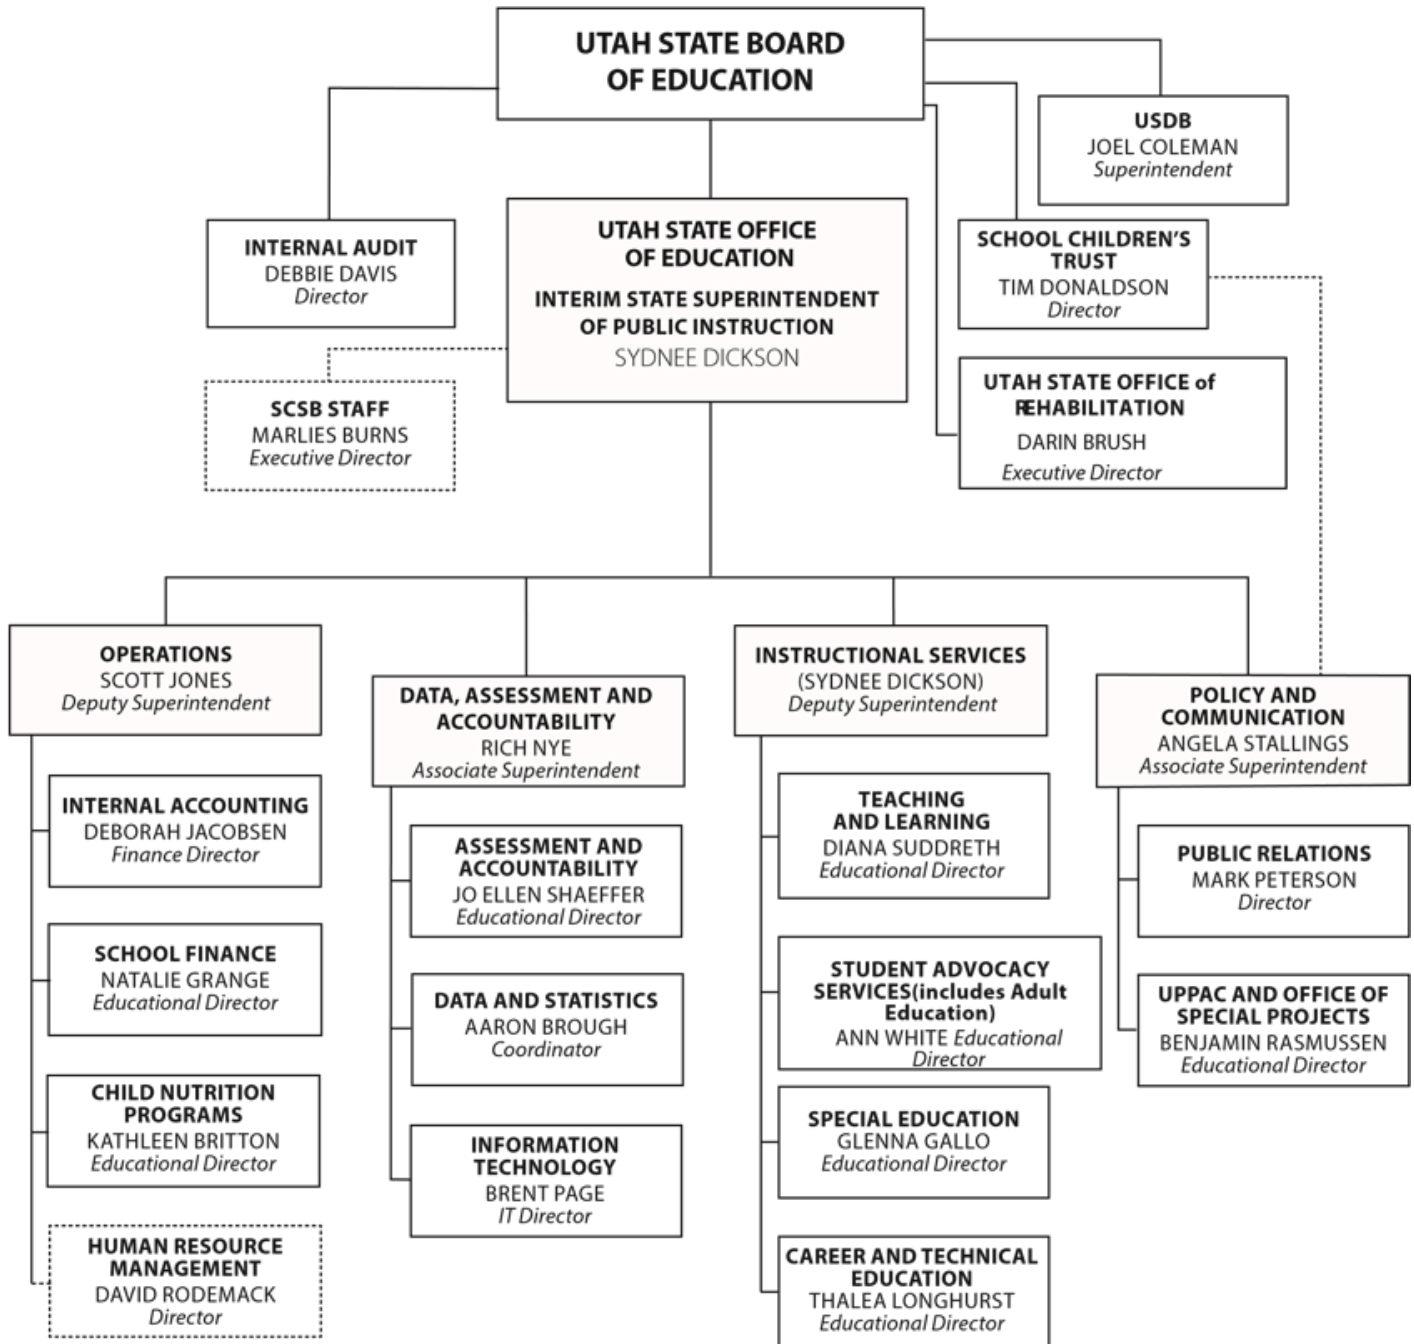 UTAH STATE BOARD
OF EDUCATION
USDB
JOEL COLEMAN
Superintendent
INTERNAL AUDIT
DEBBIE DAVIS
Director
UTAH STATE OFFICE
OF EDUCATION
INTERIM STATE SUPERINTENDENT
OF PUBLIC INSTRUCTION
SYDNEE DICKSON
SCHOOL CHILDREN'S
TRUST
TIM DONALDSON
Director
SCSB STAFF
MARLIES BURNS
Executive Director
UTAH STATE OFFICE of
REHABILITATION
DARIN BRUSH
Executive Director
OPERATIONS
SCOTT JONES
Deputy Superintendent
INTERNAL ACCOUNTING
DEBORAH JACOBSEN
Finance Director
SCHOOL FINANCE
NATALIE GRANGE
Educational Director
CHILD NUTRITION
PROGRAMS
KATHLEEN BRITTON
Educational Director
HUMAN RESOURCE
MANAGEMENT
DAVID RODEMACK
Director
DATA, ASSESSMENT AND
ACCOUNTABILITY
RICH NYE
Associate Superintendent
ASSESSMENT AND
ACCOUNTABILITY
JO ELLEN SHAEFFER
Educational Director
DATA AND STATISTICS
AARON BROUGH
Coordinator
INFORMATION
TECHNOLOGY
BRENT PAGE
IT Director
INSTRUCTIONAL SERVICES
(SYDNEE DICKSON)
Deputy Superintendent
TEACHING
AND LEARNING
DIANA SUDDRETH
Educational Director
STUDENT ADVOCACY
SERVICES(includes Adult
Education)
ANN WHITE Educational
Director
SPECIAL EDUCATION
GLENNA GALLO
Educational Director
CAREER AND TECHNICAL
EDUCATION
THALEA LONGHURST
Educational Director
POLICY AND
COMMUNICATION
ANGELA STALLINGS
Associate Superintendent
PUBLIC RELATIONS
MARK PETERSON
Director
UPPAC AND OFFICE OF
SPECIAL PROJECTS
BENJAMIN RASMUSSEN
Educational Director